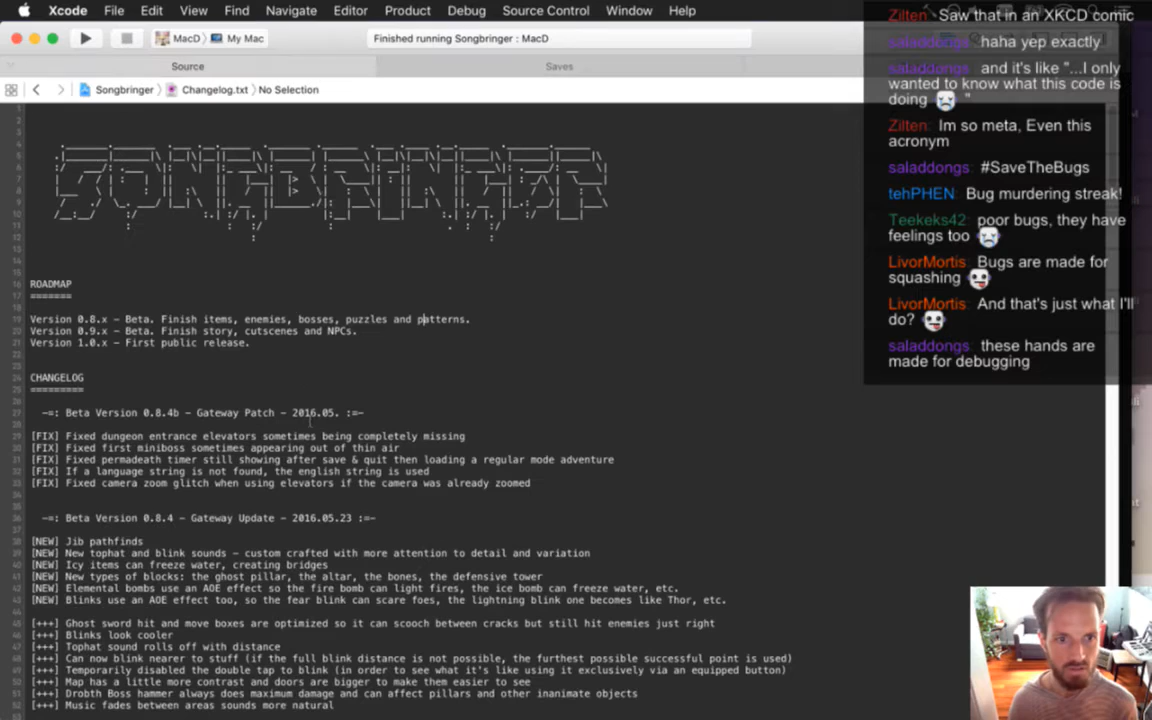 Xcode File Edit View Find Navigate Editor Product Debug Source Control Window Help
MacD My Mac
Finished running Songbringer : MacD
Source
Saves
Songbringer Changelog.txt No Selection
SONGBRINGER
ROADMAP
=======
Version 0.8.x - Beta. Finish items, enemies, bosses, puzzles and patterns.
Version 0.9.x - Beta. Finish story, cutscenes and NPCs.
Version 1.0.x - First public release.
CHANGELOG
=========
-=: Beta Version 0.8.4b - Gateway Patch - 2016.05. :=-
[FIX] Fixed dungeon entrance elevators sometimes being completely missing
[FIX] Fixed first miniboss sometimes appearing out of thin air
[FIX] Fixed permadeath timer still showing after save & quit then loading a regular mode adventure
[FIX] If a language string is not found, the english string is used
[FIX] Fixed camera zoom glitch when using elevators if the camera was already zoomed
-=: Beta Version 0.8.4 - Gateway Update - 2016.05.23 :=-
[NEW] Jib pathfinds
[NEW] New tophat and blink sounds - custom crafted with more attention to detail and variation
[NEW] Icy items can freeze water, creating bridges
[NEW] New types of blocks: the ghost pillar, the altar, the bones, the defensive tower
[NEW] Elemental bombs use an AOE effect so the fire bomb can light fires, the ice bomb can freeze water, etc.
[NEW] Blinks use an AOE effect too, so the fear blink can scare foes, the lightning blink one becomes like Thor, etc.
[+++] Ghost sword hit and move boxes are optimized so it can scooch between cracks but still hit enemies just right
[+++] Blinks look cooler
[+++] Tophat sound rolls off with distance
[+++] Can now blink nearer to stuff (if the full blink distance is not possible, the furthest possible successful point is used)
[+++] Temporarily disabled the double tap to blink (in order to see what it's like using it exclusively via an equipped button)
[+++] Map has a little more contrast and doors are bigger to make them easier to see
[+++] Drobth Boss hammer always does maximum damage and can affect pillars and other inanimate objects
[+++] Music fades between areas sounds more natural
Zilten: Saw that in an XKCD comic
saladdongs: haha yep exactly
saladdongs: and it's like "...I only
wanted to know what this code is
doing "
Zilten: Im so meta, Even this
acronym
saladdongs: #SaveTheBugs
tehPHEN: Bug murdering streak!
Teekeks42: poor bugs, they have
feelings too
LivorMortis: Bugs are made for
squashing
LivorMortis: And that's just what I'll
do?
saladdongs: these hands are
made for debugging